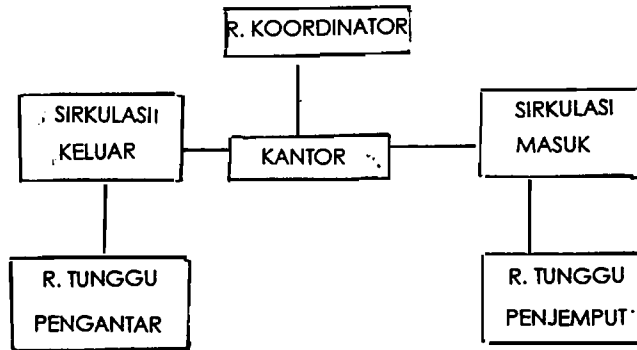 R. KOORDINATOR
SIRKULASI
KELUAR
KANTOR
SIRKULASI
MASUK
R. TUNGGU
PENGANTAR
R. TUNGGU
PENJEMPUT